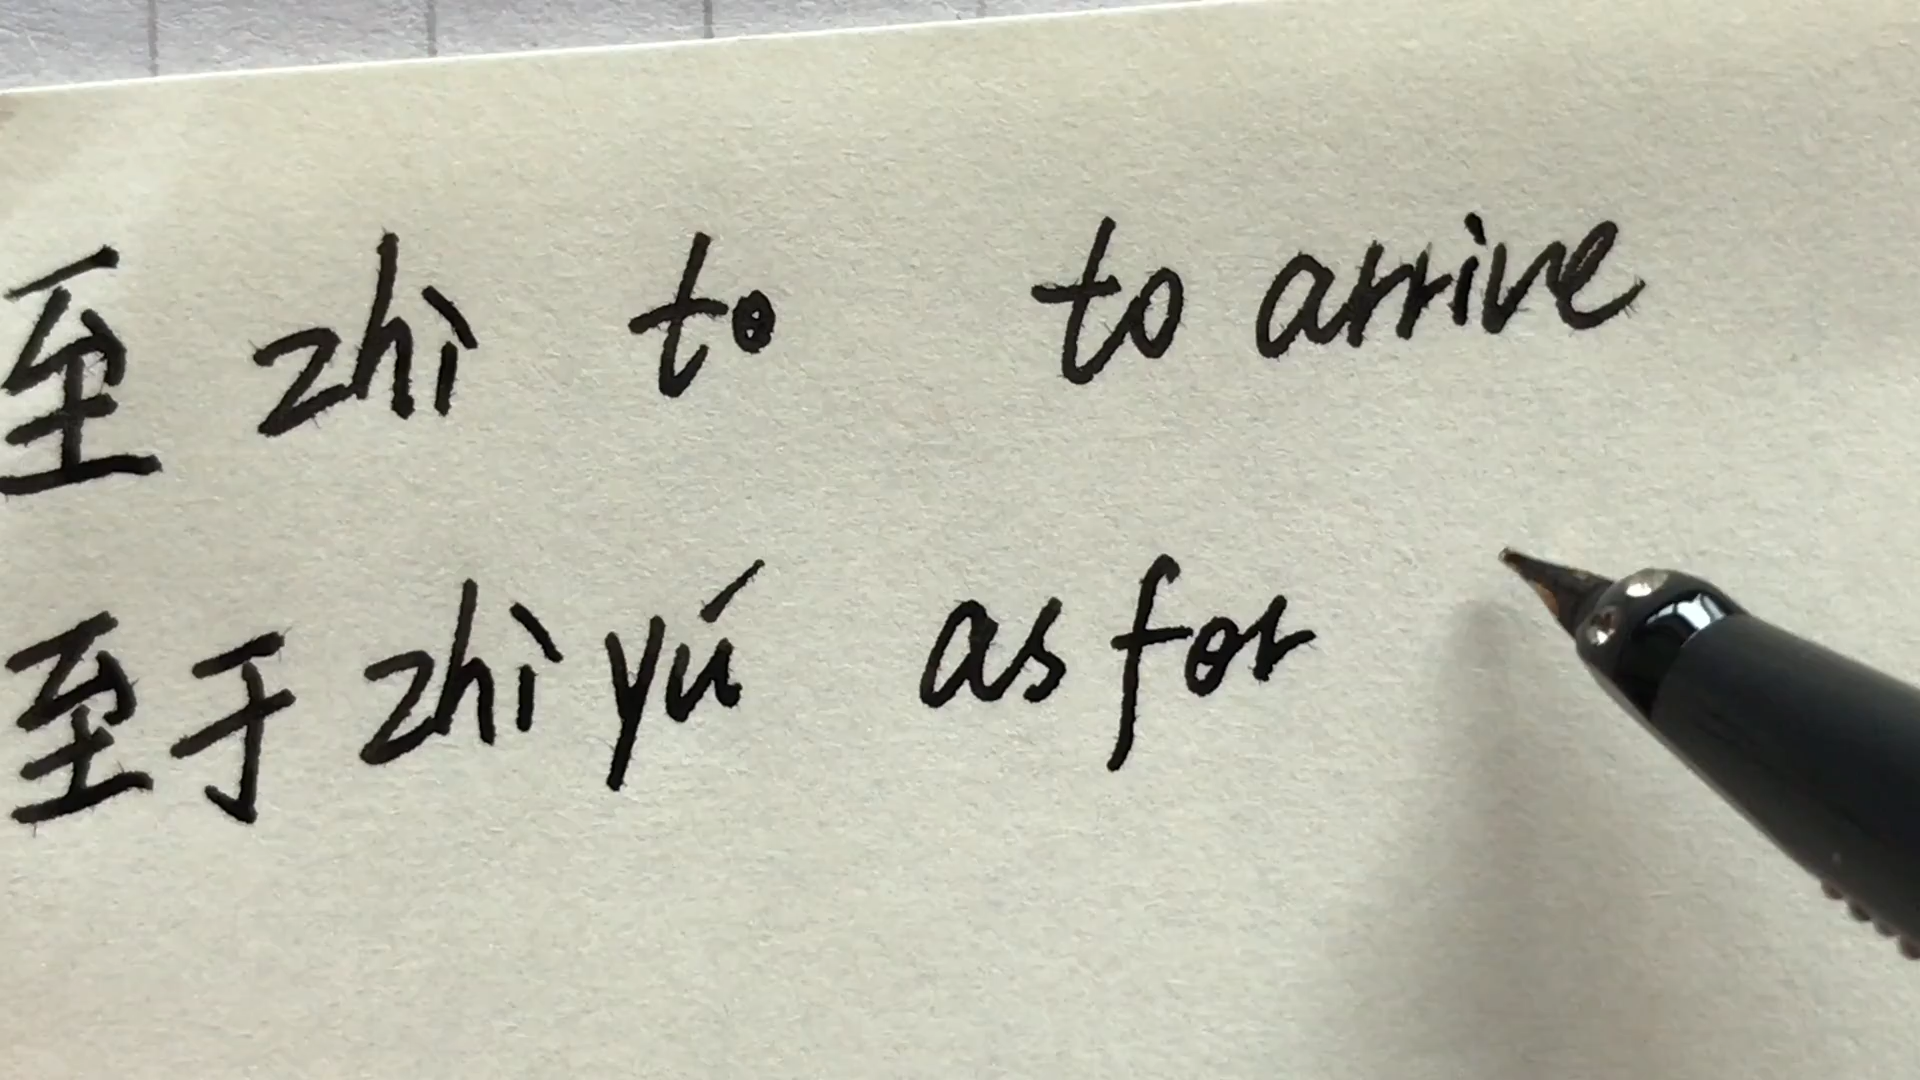 至 zhì to to arrive
至于 zhì yú as for